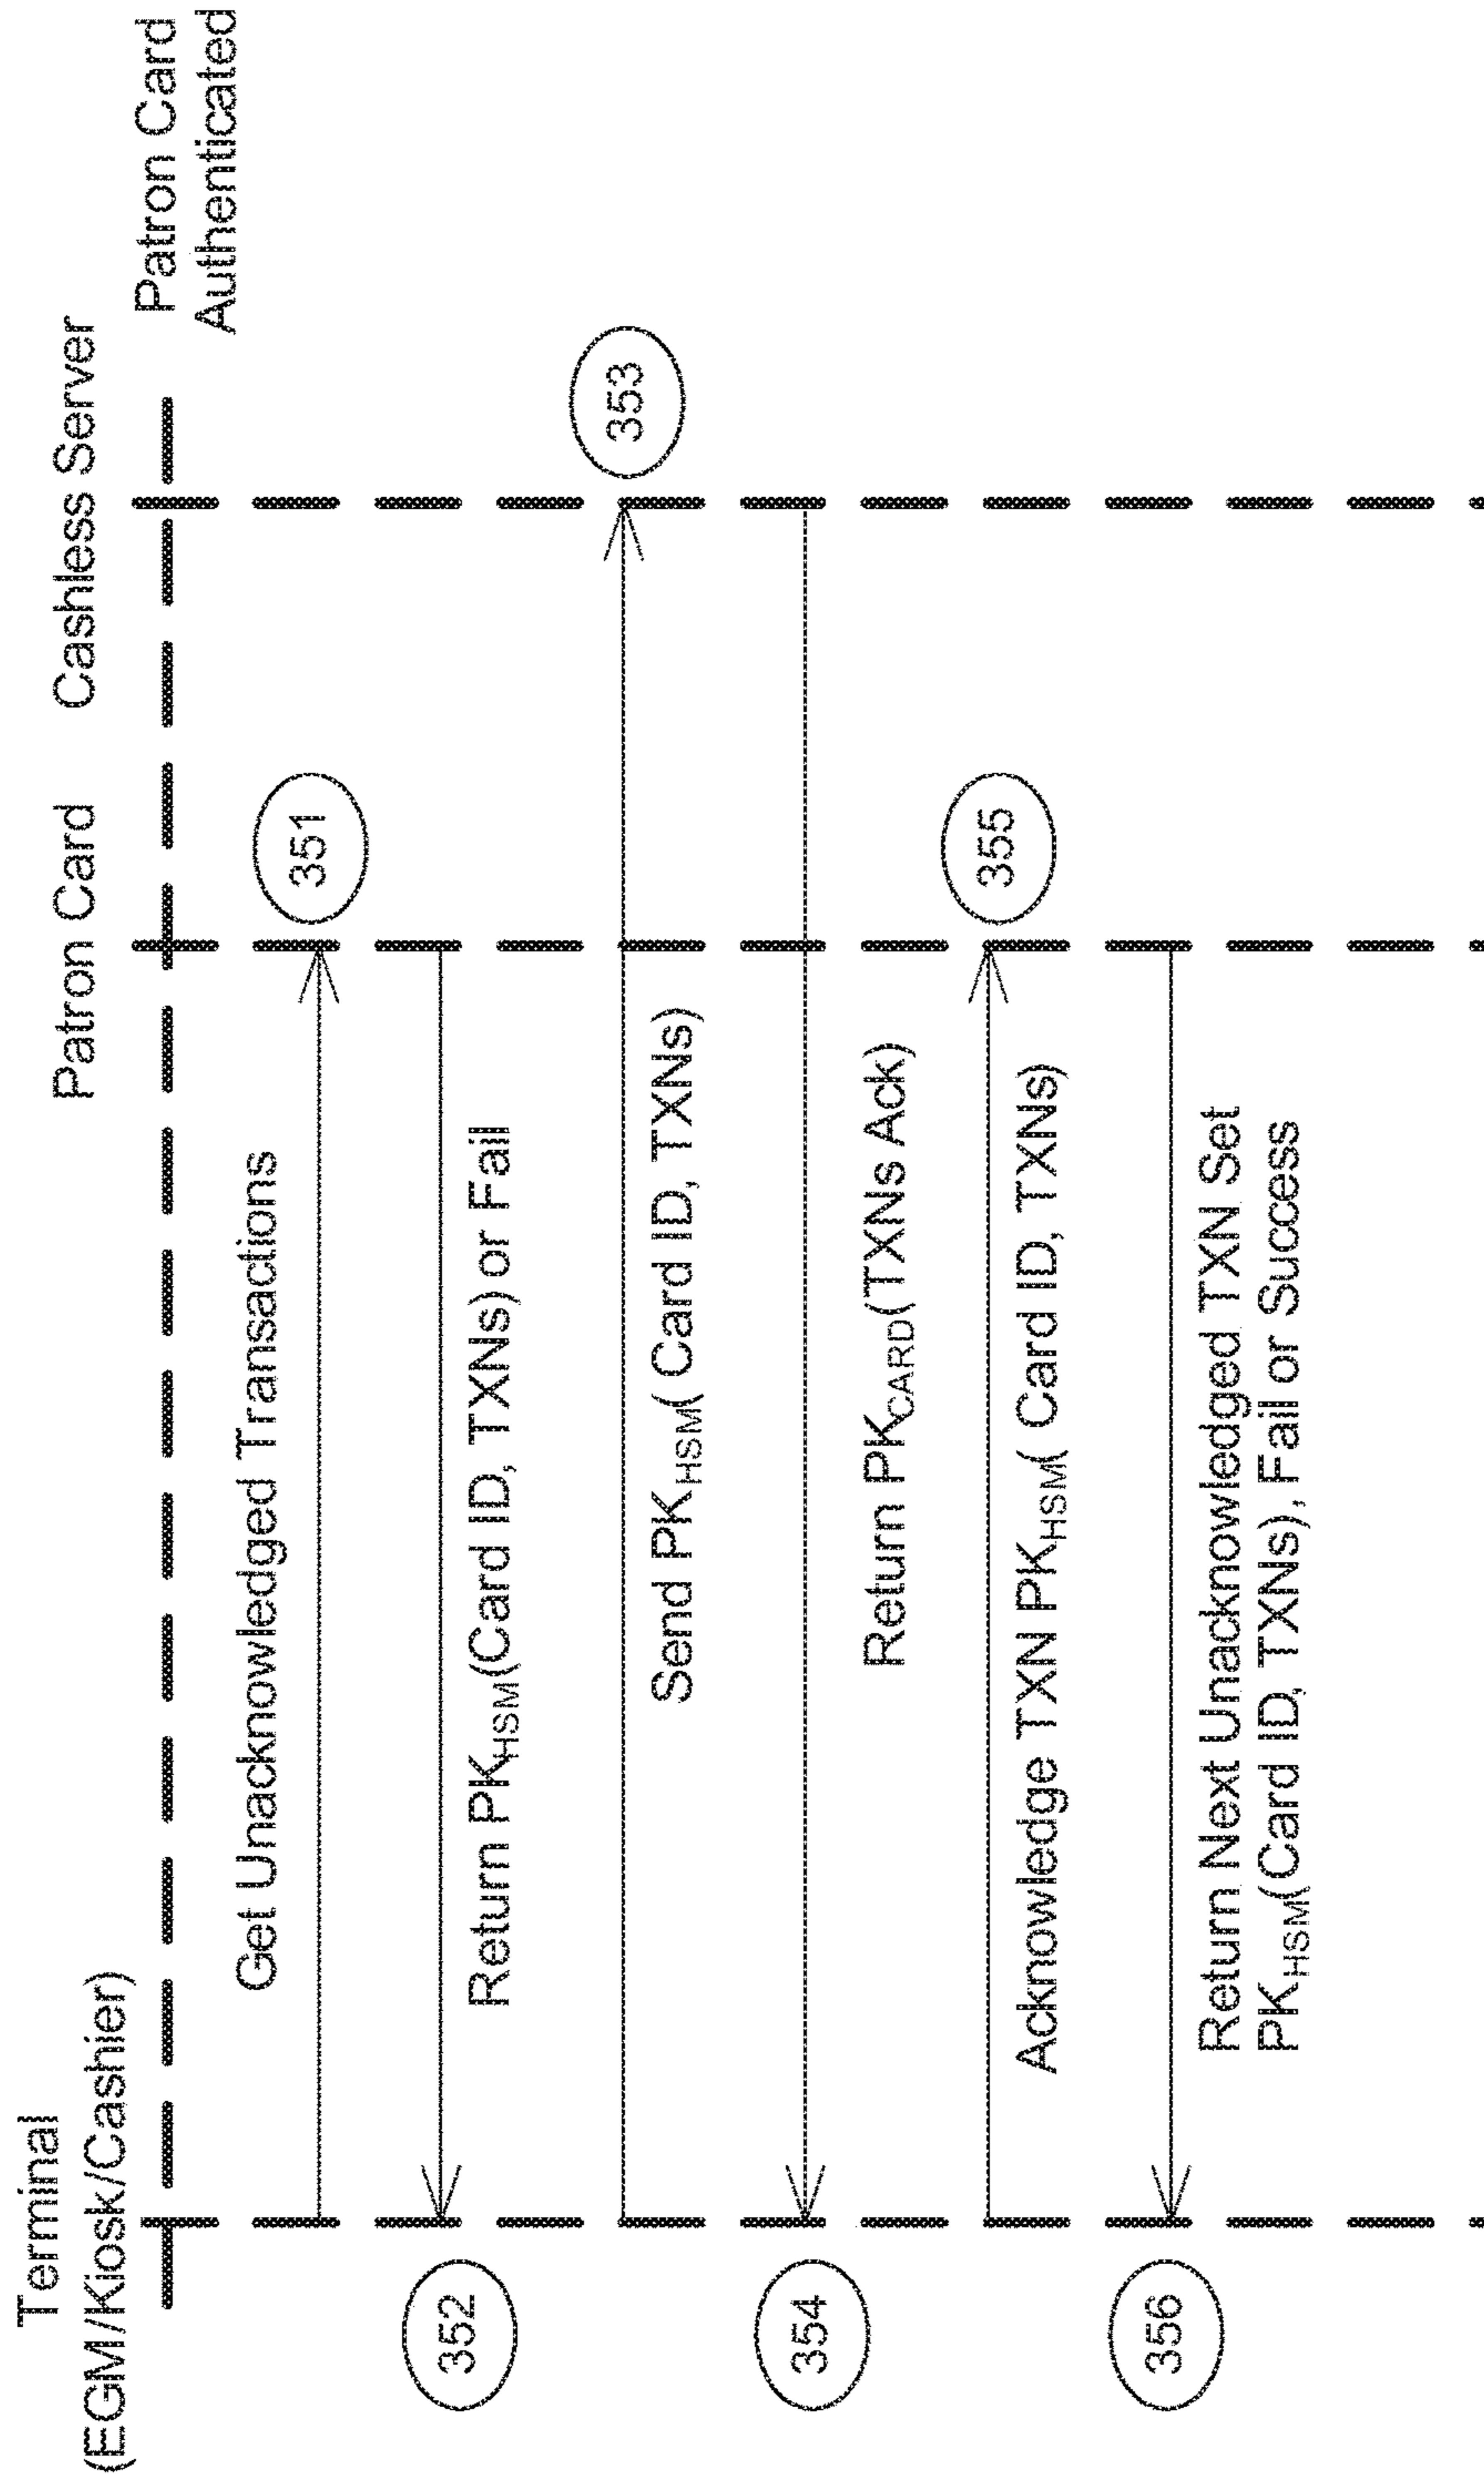 Terminal
(EGM/Kiosk/Cashier)
Patron Card
Cashless Server
Patron Card
Authenticated
Get Unacknowledged Transactions
351
Return PKHSM(Card ID, TXNs) or Fail
352
Send PKHSM( Card ID, TXNs)
353
Return PKCARD(TXNs Ack)
354
Acknowledge TXN PKHSM( Card ID, TXNs)
355
Return Next Unacknowledged TXN Set
PKHSM(Card ID, TXNs), Fail or Success
356